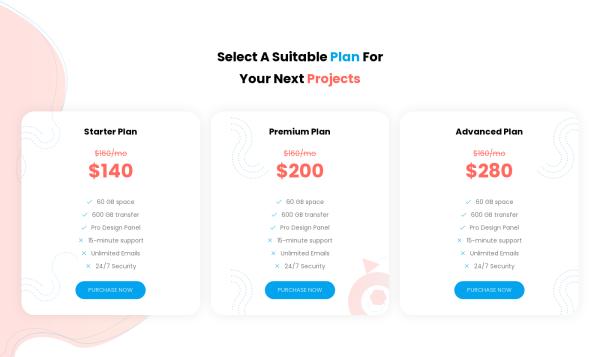 Select A Suitable Plan For
Your Next Projects
Starter Plan
$160/mo
$140
60 GB space
600 GB transfer
Pro Design Panel
15-minute support
Unlimited Emails
24/7 Security
PURCHASE NOW
Premium Plan
$160/mo
$200
60 GB space
600 GB transfer
Pro Design Panel
15-minute support
Unlimited Emails
24/7 Security
PURCHASE NOW
Advanced Plan
$160/mo
$280
60 GB space
600 GB transfer
Pro Design Panel
15-minute support
Unlimited Emails
24/7 Security
PURCHASE NOW